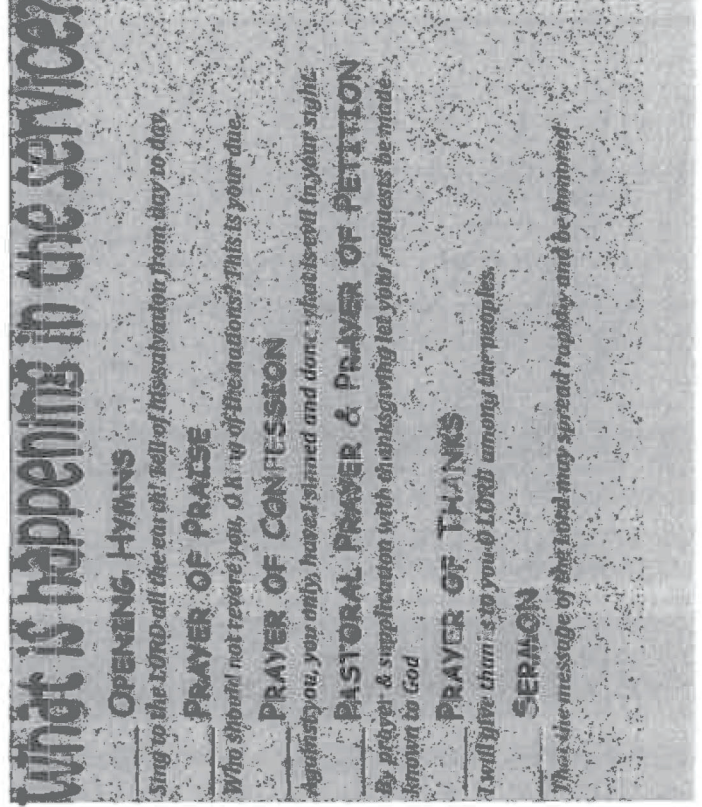 What is happening in the service?
OPENING HYMNS
Sing to the LORD all the earth! Tell of his salvation from day to day.
PRAYER OF PRAISE
Who should not revere you, O King of the nations? This is your due.
PRAYER OF CONFESSION
Against you, you only, have I sinned and done what is evil in your sight.
PASTORAL PRAYER & PRAYER OF PETITION
By prayer & supplication with thanksgiving let your requests be made
known to God
PRAYER OF THANKS
I will give thanks to you O LORD among the peoples.
SERMON
the message of the Lord may spread rapidly and be honored